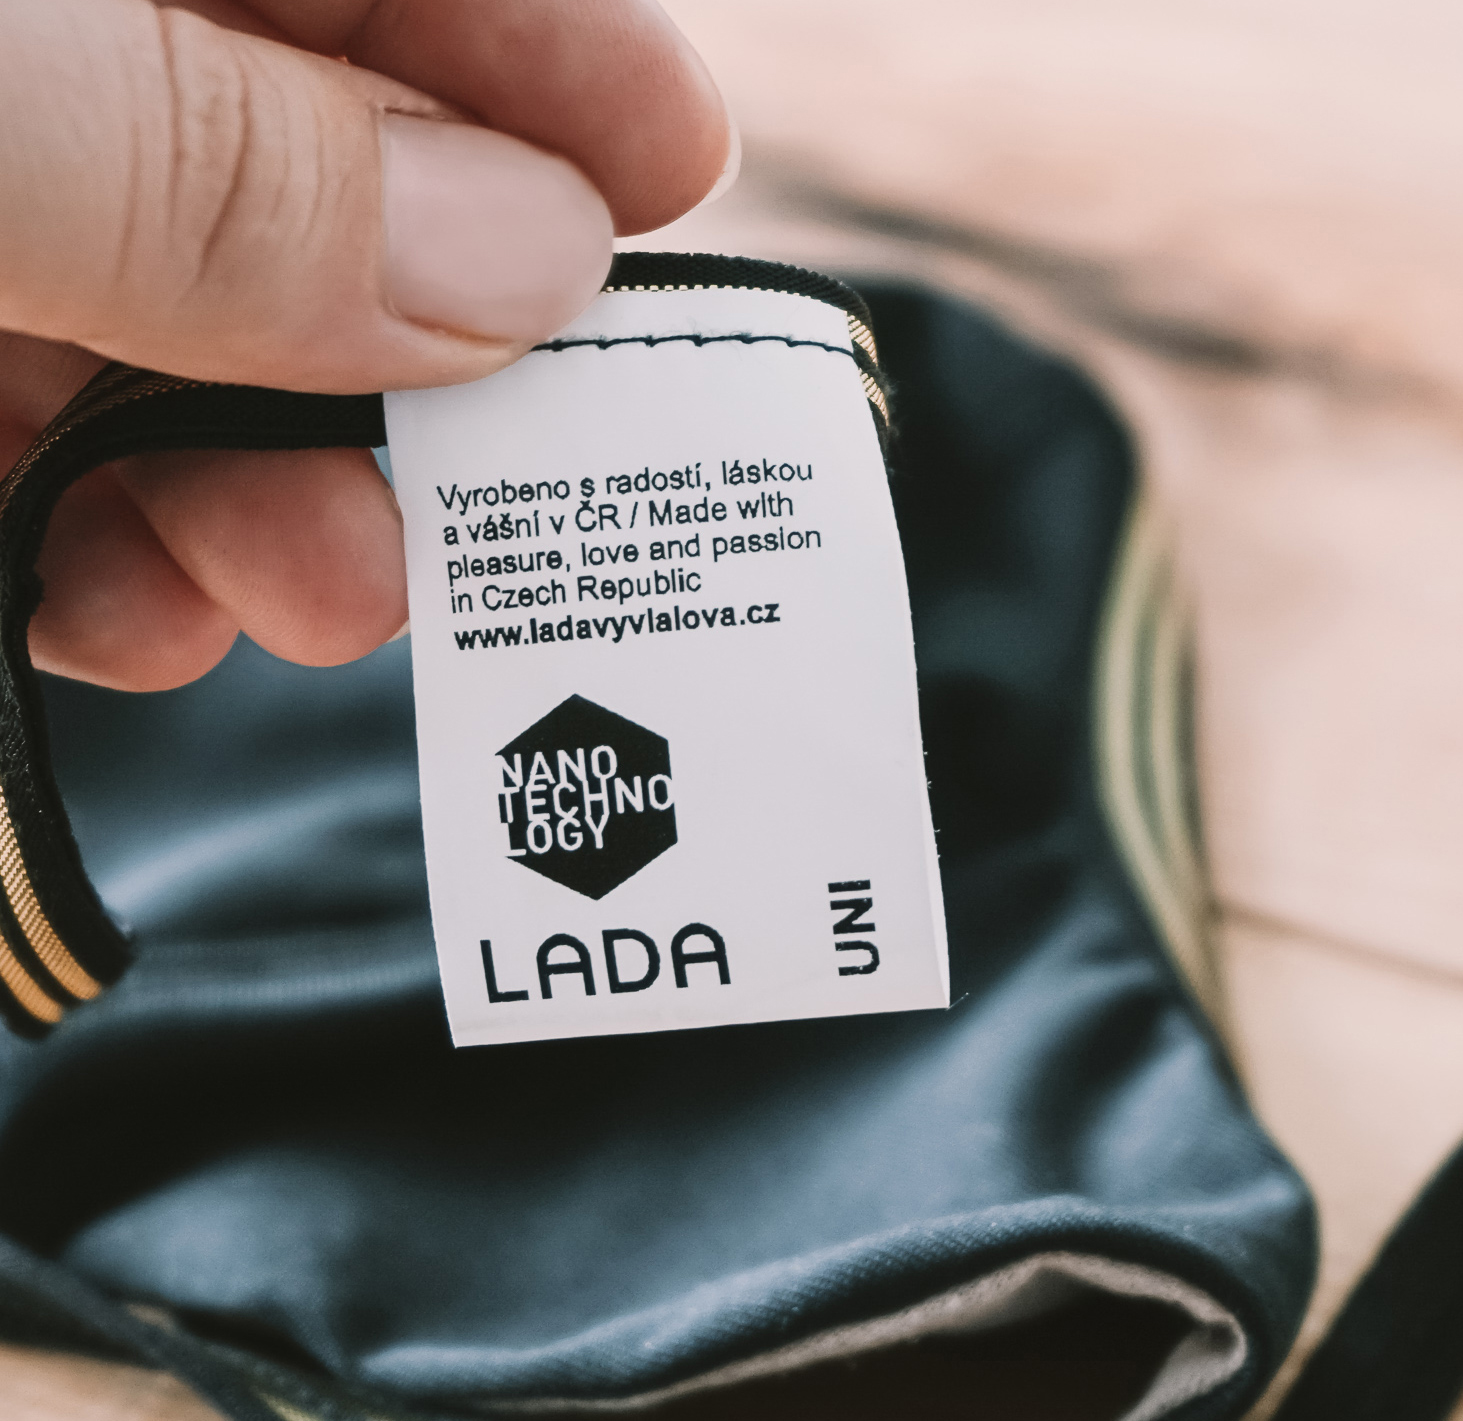 Vyrobeno s radostí, láskou
a vášní v ČR / Made with
pleasure, love and passion
in Czech Republic
www.ladavyvialova.cz
NANO
TECHNO
LOGY
LADA
UNI